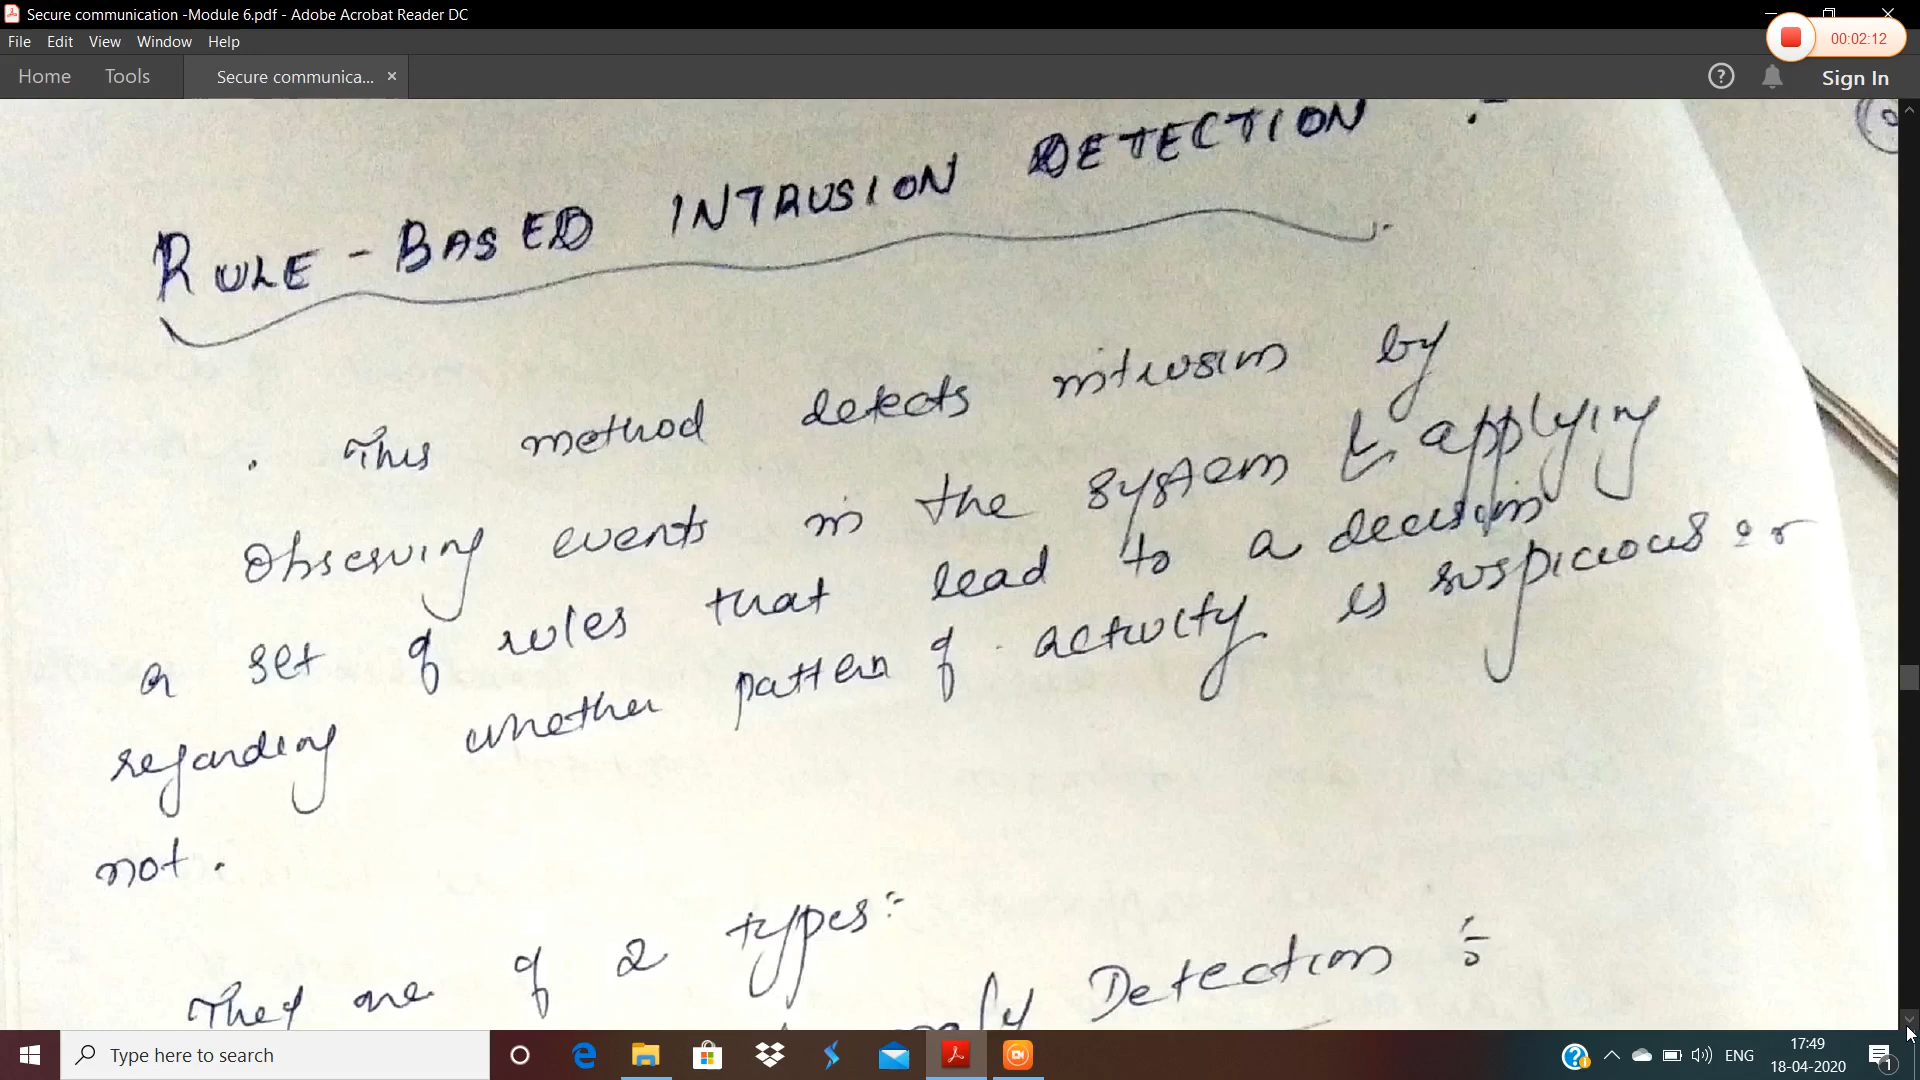 Secure communication -Module 6.pdf - Adobe Acrobat Reader DC
00:02:12
File Edit View Window Help
Home Tools Secure communica... ×
? Sign In
RULE-BASED INTRUSION DETECTION :-
. This method detects intrusion by
observing events in the system & applying
a set of rules that lead to a decision
regarding whether pattern of activity is suspicious or
not.
They are of 2 types:-
Detection :-
Type here to search
ENG
17:49
18-04-2020
1